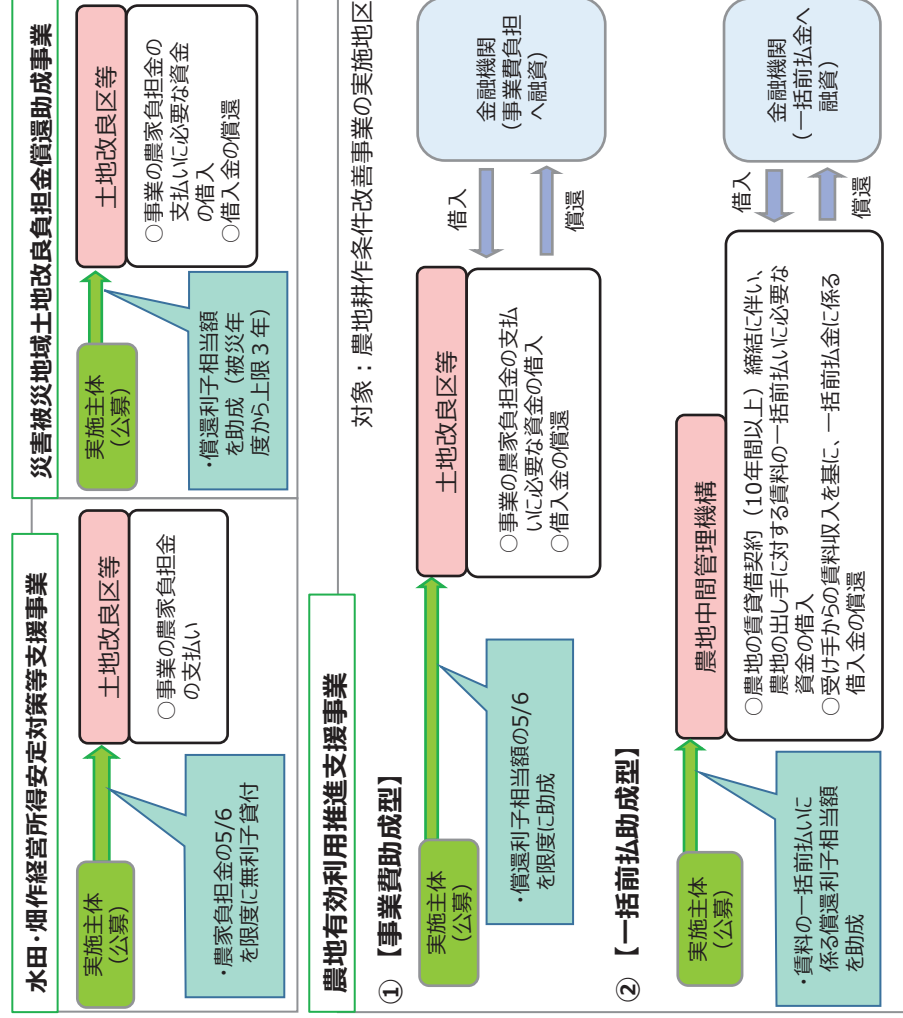 水田・畑作経営所得安定対策等支援事業
実施主体
（公募）
・農家負担金の5/6
を限度に無利子貸付
土地改良区等
○事業の農家負担金
の支払い
災害被災地域土地改良負担金償還助成事業
実施主体
（公募）
・償還利子相当額
を助成（被災年
度から上限３年）
土地改良区等
○事業の農家負担金の
支払いに必要な資金
の借入
○借入金の償還
農地有効利用推進支援事業
対象：農地耕作条件改善事業の実施地区
① 【事業費助成型】
実施主体
（公募）
・償還利子相当額の5/6
を限度に助成
土地改良区等
○事業の農家負担金の支払
いに必要な資金の借入
○借入金の償還
借入
償還
金融機関
（事業費負担
へ融資）
② 【一括前払助成型】
実施主体
（公募）
・賃料の一括前払いに
係る償還利子相当額
を助成
農地中間管理機構
○農地の賃貸借契約（10年間以上）締結に伴い、
農地の出し手に対する賃料の一括前払いに必要な
資金の借入
○受け手からの賃料収入を基に、一括前払金に係る
借入金の償還
借入
償還
金融機関
（一括前払金へ
融資）